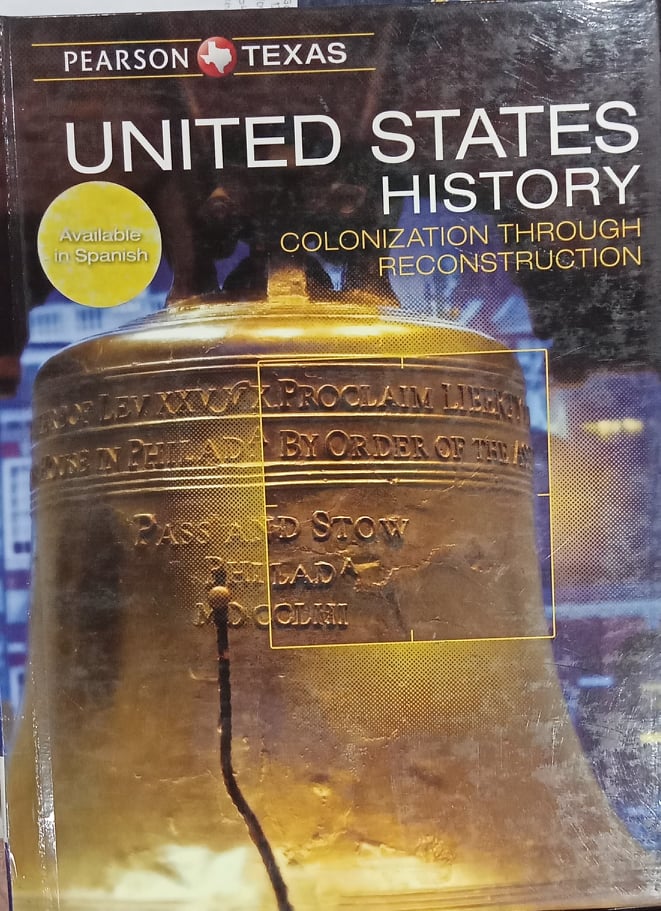 PEARSON TEXAS
UNITED STATES
HISTORY
COLONIZATION THROUGH
RECONSTRUCTION
Available
in Spanish
OF LEV XXV X PROCLAIM LIBERTY
IN PHILADA BY ORDER OF THE
PASS AND STOW
PHILADA
MDCCLIII